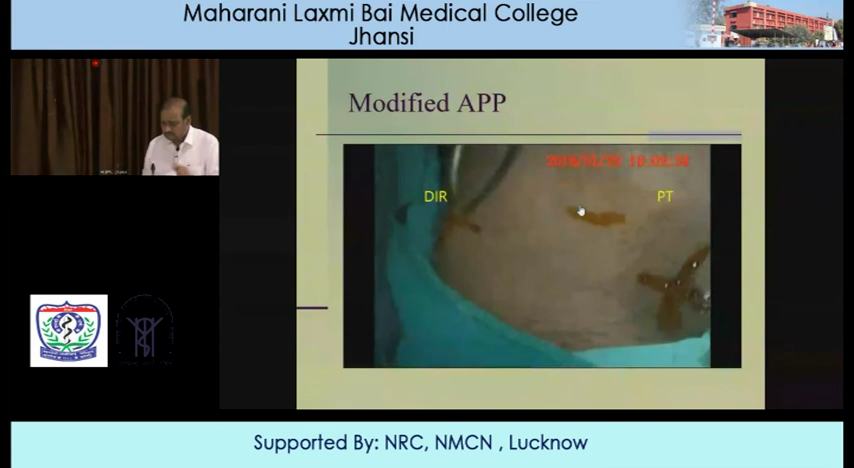 Maharani Laxmi Bai Medical College
Jhansi
Modified APP
DIR
PT
Supported By: NRC, NMCN , Lucknow